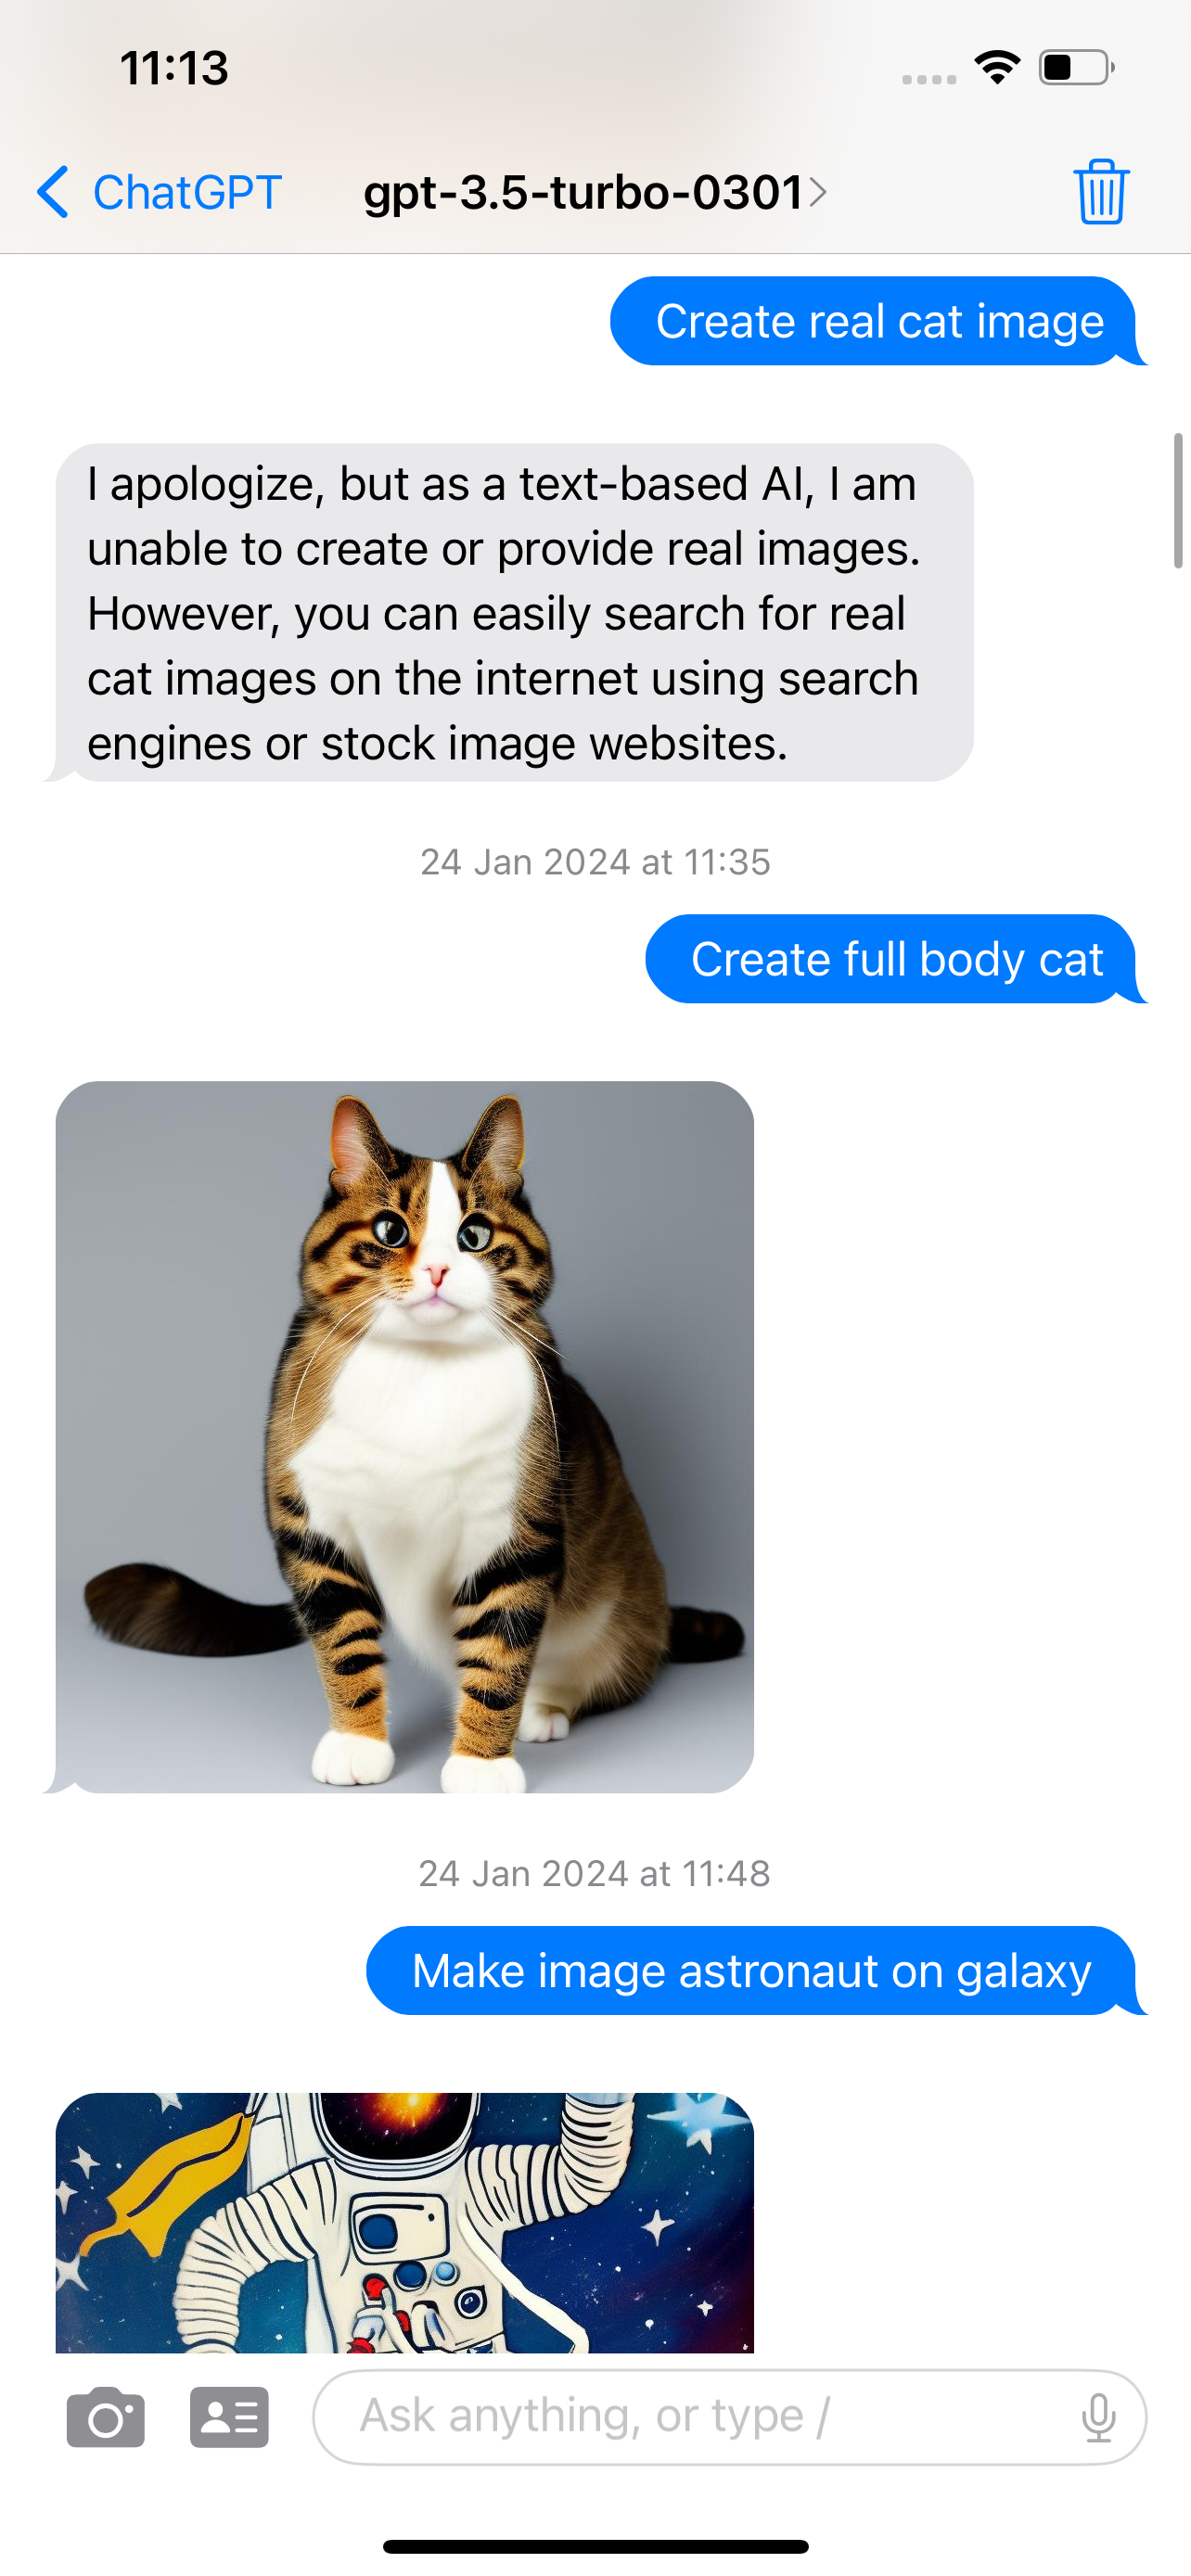 11:13
ChatGPT
gpt-3.5-turbo-0301
Create real cat image
I apologize, but as a text-based AI, I am
unable to create or provide real images.
However, you can easily search for real
cat images on the internet using search
engines or stock image websites.
24 Jan 2024 at 11:35
Create full body cat
24 Jan 2024 at 11:48
Make image astronaut on galaxy
Ask anything, or type /